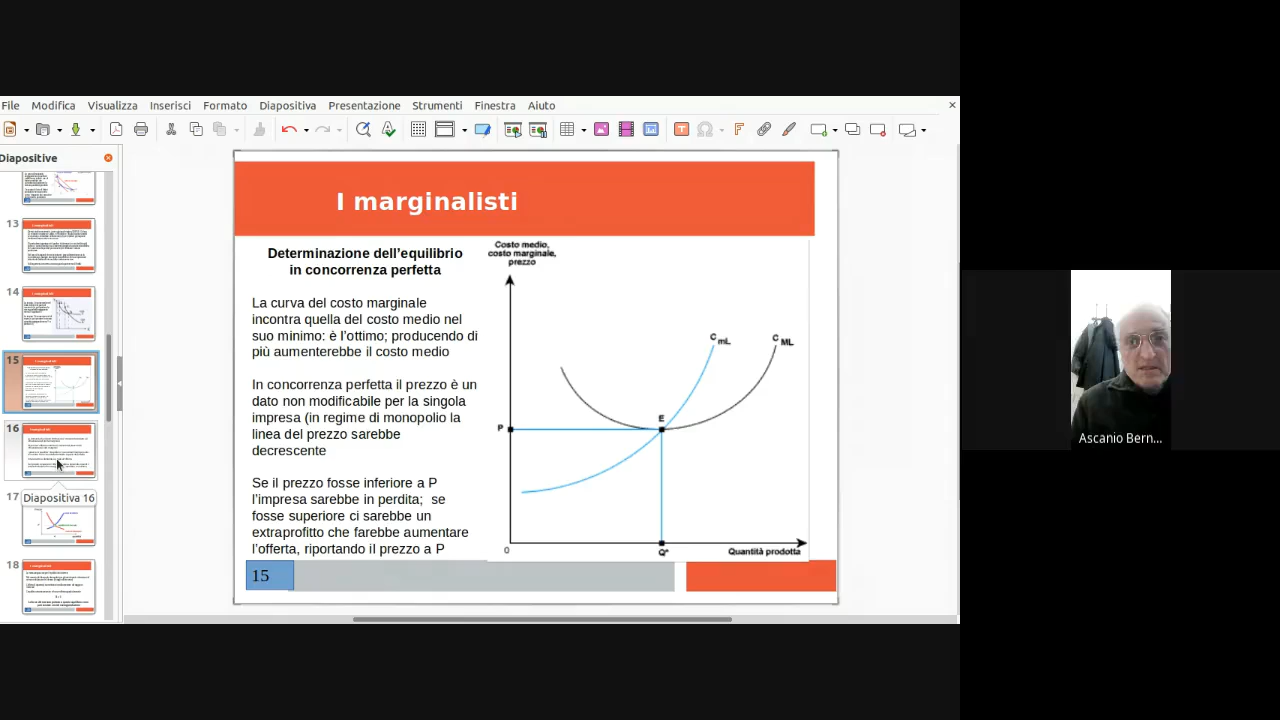 File Modifica Visualizza Inserisci Formato Diapositiva Presentazione Strumenti Finestra Aiuto
Diapositive
13
14
15
16
Diapositiva 16
17
18
I marginalisti
Determinazione dell'equilibrio
in concorrenza perfetta
La curva del costo marginale
incontra quella del costo medio nel
suo minimo: è l'ottimo; producendo di
più aumenterebbe il costo medio
In concorrenza perfetta il prezzo è un
dato non modificabile per la singola
impresa (in regime di monopolio la
linea del prezzo sarebbe
decrescente
Se il prezzo fosse inferiore a P
l'impresa sarebbe in perdita; se
fosse superiore ci sarebbe un
extraprofitto che farebbe aumentare
l'offerta, riportando il prezzo a P
Costo medio,
costo marginale,
prezzo
C mL
C ML
E
P
0
Q*
Quantità prodotta
15
Ascanio Bern...